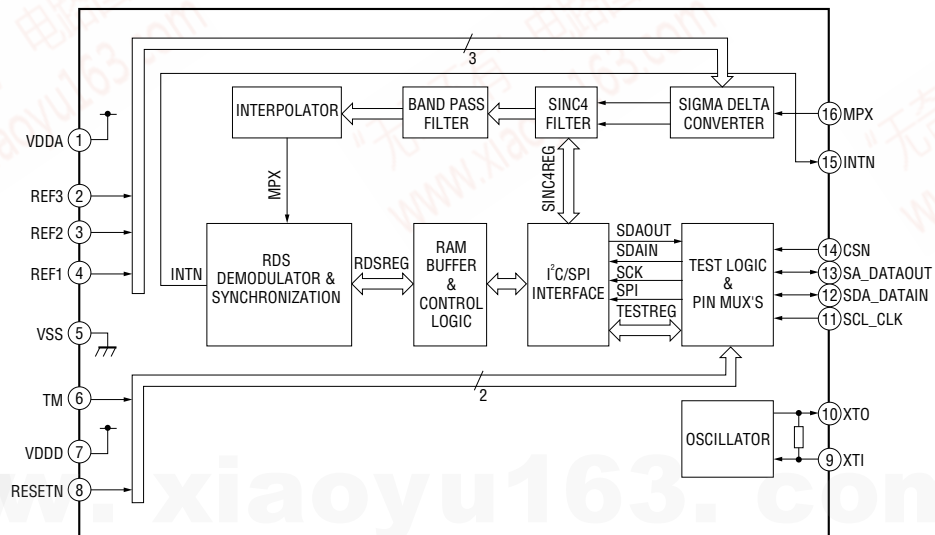 3
INTERPOLATOR
BAND PASS
FILTER
SINC4
FILTER
SIGMA DELTA
CONVERTER
16 MPX
15 INTN
VDDA 1
REF3 2
REF2 3
REF1 4
VSS 5
TM 6
VDDD 7
RESETN 8
MPX
SINC4REG
INTN
RDS
DEMODULATOR &
SYNCHRONIZATION
RDSREG
RAM
BUFFER
&
CONTROL
LOGIC
I²C/SPI
INTERFACE
SDAOUT
SDAIN
SCK
SPI
TESTREG
TEST LOGIC
&
PIN MUX'S
14 CSN
13 SA_DATAOUT
12 SDA_DATAIN
11 SCL_CLK
2
OSCILLATOR
10 XTO
9 XTI
www.xiaoyu163.com
w. xiaoyu163. con